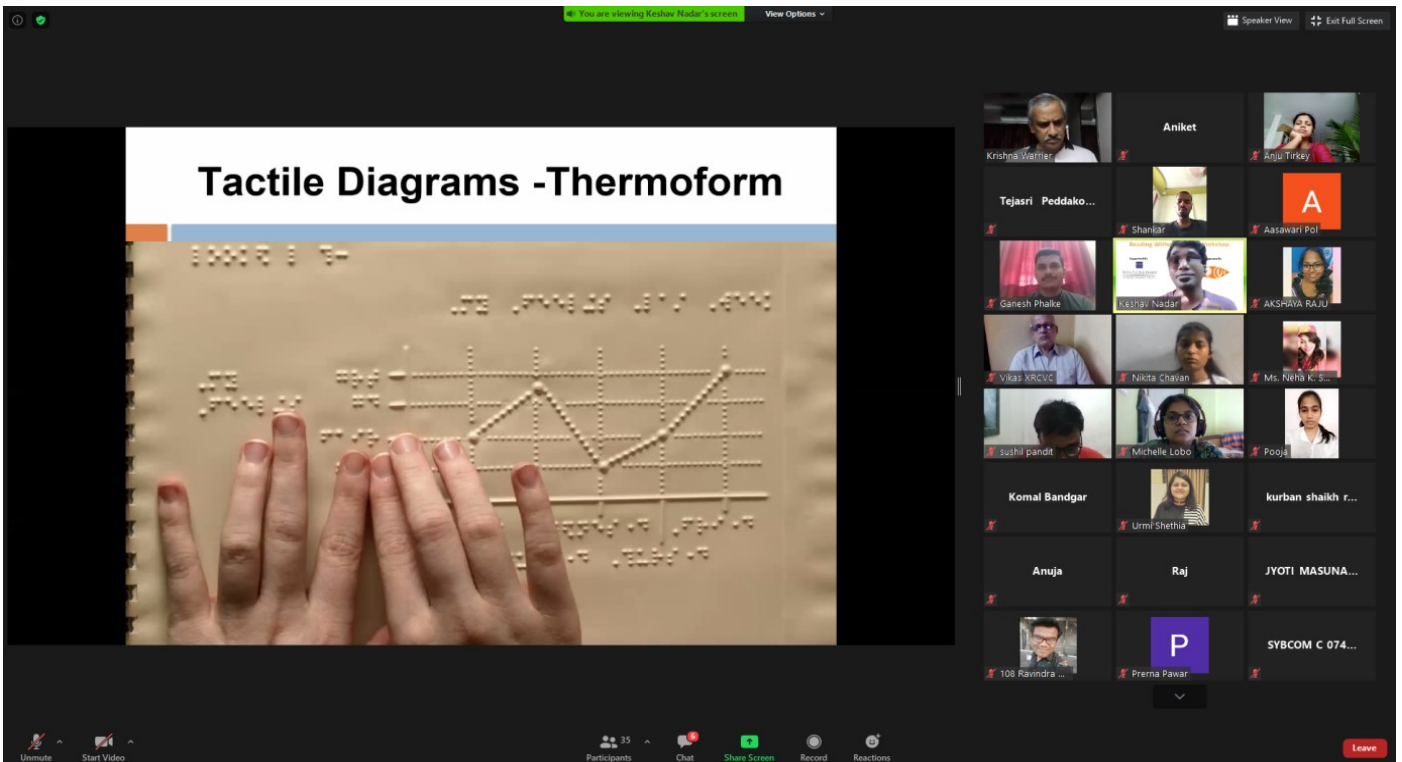 You are viewing Keshav Nadar's screen
View Options
Speaker View
Exit Full Screen
Tactile Diagrams -Thermoform
Krishna Warrier
Aniket
Anju Tirkey
Tejasri Peddako...
Shankar
A
Aasawari Pol
Ganesh Phalke
Keshav Nadar
AKSHAYA RAJU
Vikas XRCVC
Nikita Chavan
Ms. Neha K. S...
sushil pandit
Michelle Lobo
Pooja
Komal Bandgar
Urmi Shethia
kurban shaikh r...
Anuja
Raj
JYOTI MASUNA...
108 Ravindra ...
P
Prerna Pawar
SYBCOM C 074...
Unmute
Start Video
35
Participants
6
Chat
Share Screen
Record
Reactions
Leave